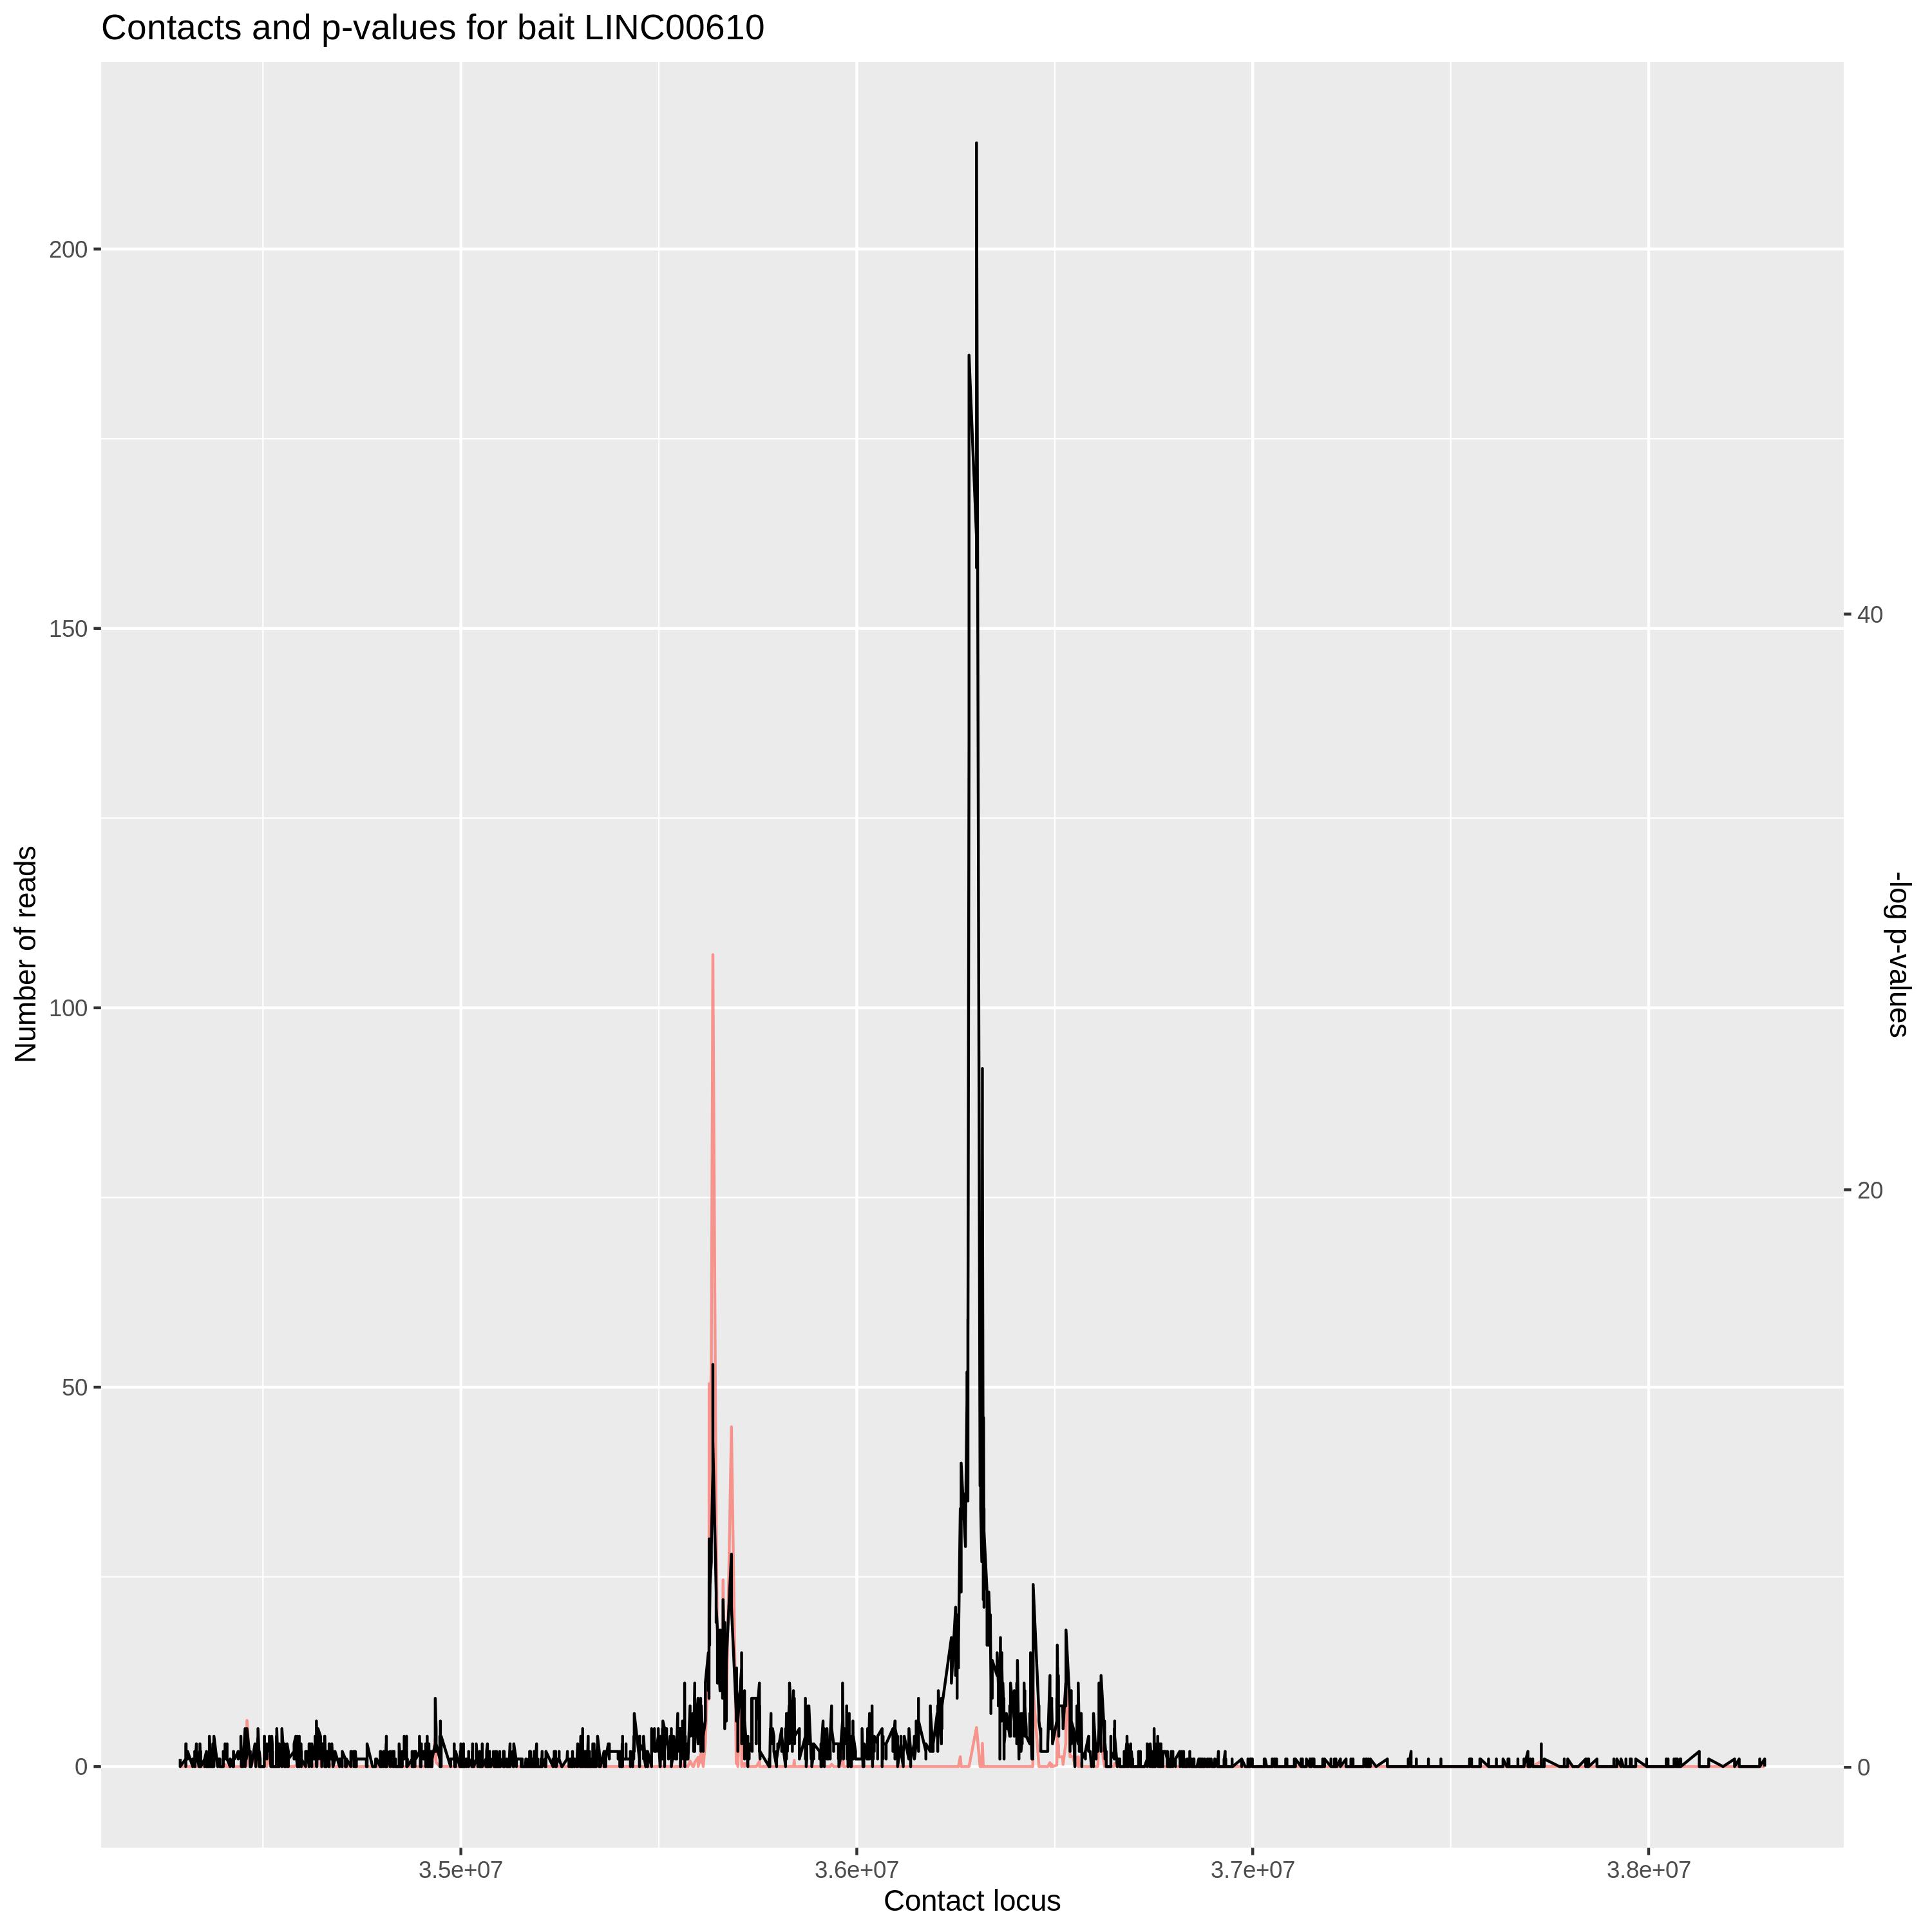 Contacts and p-values for bait LINC00610
200
150
100
50
0
Number of reads
40
20
0
-log p-values
3.5e+07
3.6e+07
3.7e+07
3.8e+07
Contact locus